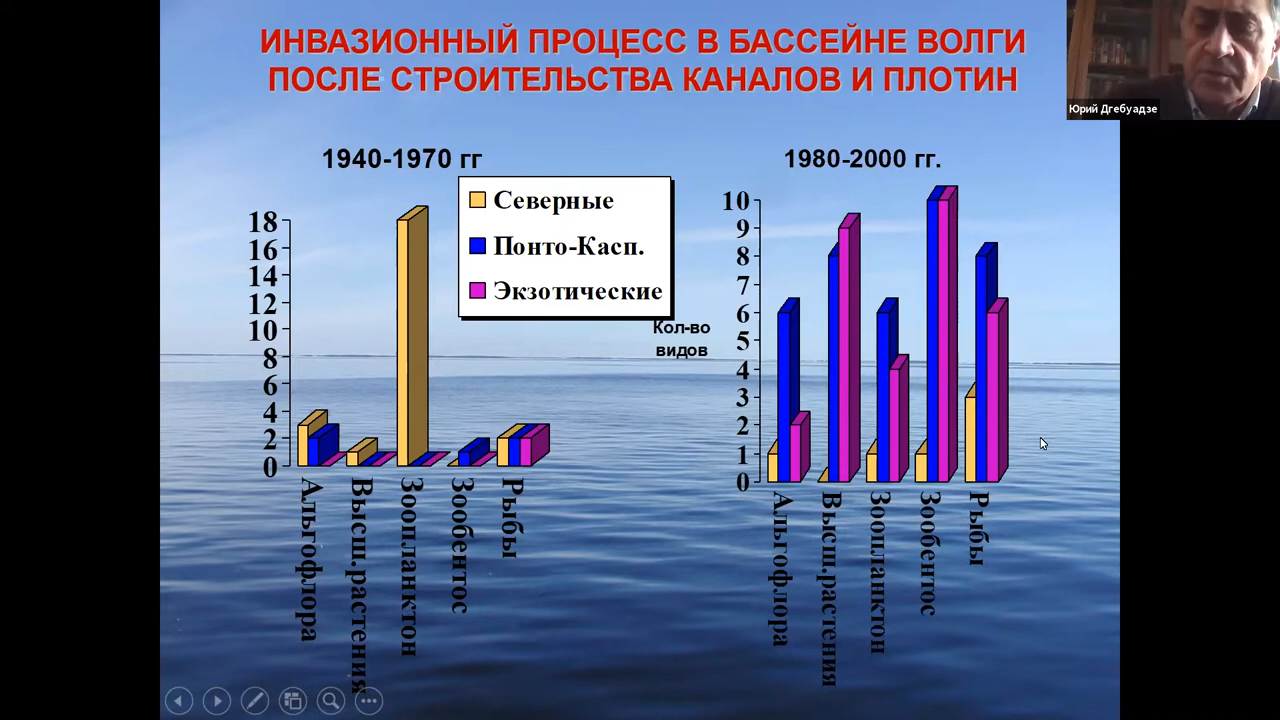 ИНВАЗИОННЫЙ ПРОЦЕСС В БАССЕЙНЕ ВОЛГИ
ПОСЛЕ СТРОИТЕЛЬСТВА КАНАЛОВ И ПЛОТИН
Юрий Дгебуадзе
1940-1970 гг
Северные
Понто-Касп.
Экзотические
18
16
14
12
10
8
6
4
2
0
Альгофлора
Высш.растения
Зоопланктон
Зообентос
Рыбы
1980-2000 гг.
Кол-во
видов
10
9
8
7
6
5
4
3
2
1
0
Альгофлора
Высш.растения
Зоопланктон
Зообентос
Рыбы